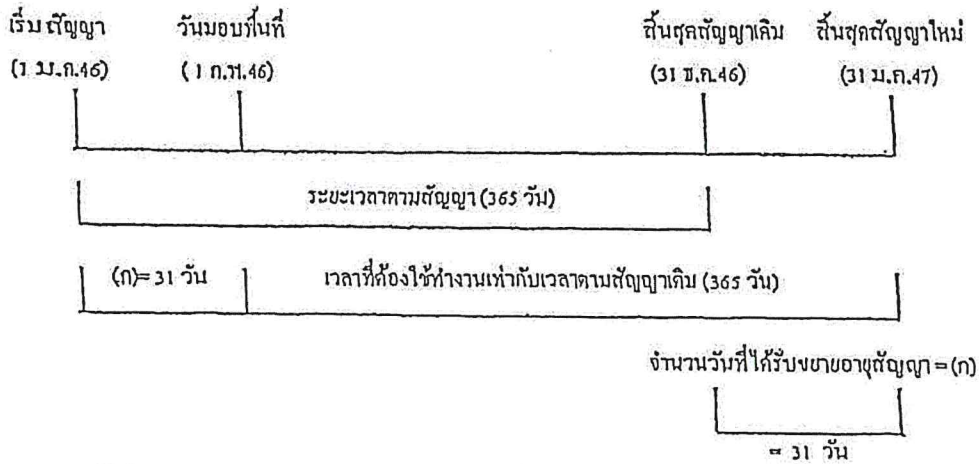 เริ่มสัญญา วันมอบพื้นที่ สิ้นสุดสัญญาเดิม สิ้นสุดสัญญาใหม่
(1 ม.ค.46) (1 ก.พ.46) (31 ธ.ค.46) (31 ม.ค.47)
ระยะเวลาตามสัญญา (365 วัน)
(ก)= 31 วัน เวลาที่ต้องใช้ทำงานเท่ากับเวลาตามสัญญาเดิม (365 วัน)
จำนวนวันที่ได้รับขยายอายุสัญญา = (ก)
= 31 วัน